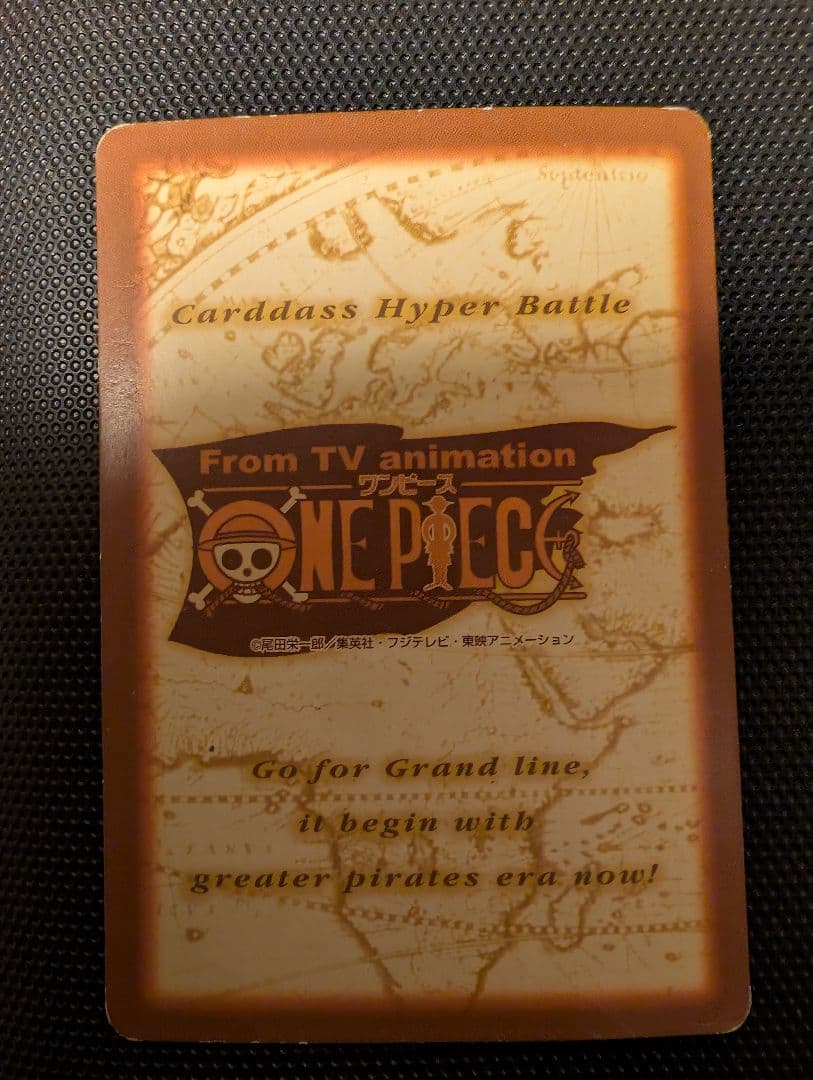 Septentrio
Carddass Hyper Battle
From TV animation
ワンピース
ONE PIECE
©尾田栄一郎/集英社・フジテレビ・東映アニメーション
Go for Grand line,
it begin with
greater pirates era now!